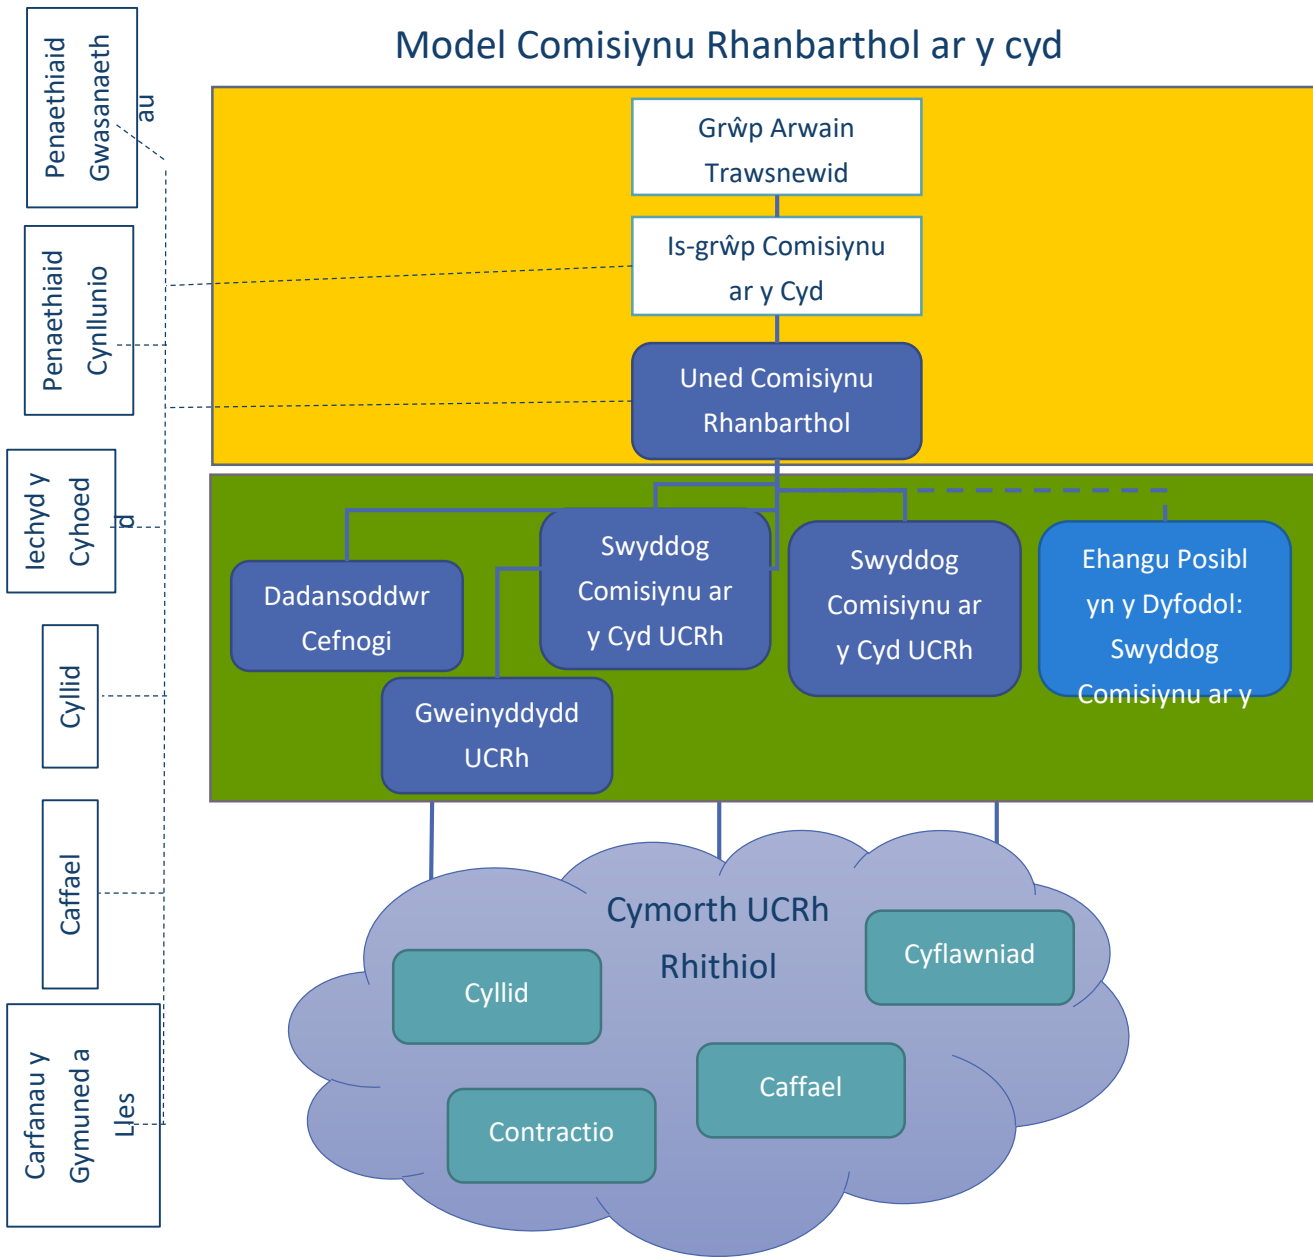 Model Comisiynu Rhanbarthol ar y cyd
Penaethiaid
Gwasanaeth
au
Penaethiaid
Cynllunio
Iechyd y
Cyhoed
d
Cyllid
Caffael
Carfanau y
Gymuned a
Lles
Grŵp Arwain
Trawsnewid
Is-grŵp Comisiynu
ar y Cyd
Uned Comisiynu
Rhanbarthol
Dadansoddwr
Cefnogi
Gweinyddydd
UCRh
Swyddog
Comisiynu ar
y Cyd UCRh
Swyddog
Comisiynu ar
y Cyd UCRh
Ehangu Posibl
yn y Dyfodol:
Swyddog
Comisiynu ar y
Cymorth UCRh
Rhithiol
Cyllid
Cyflawniad
Caffael
Contractio